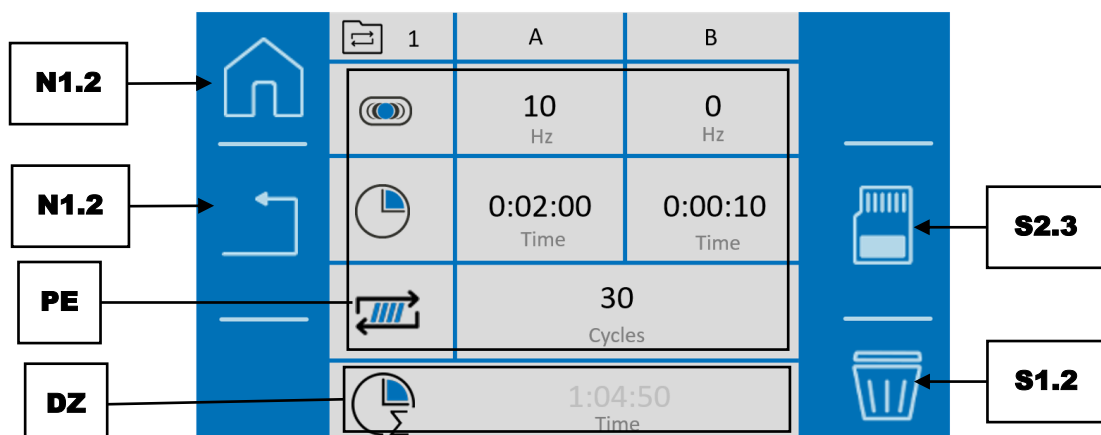 1 A B
N1.2
10 0
Hz Hz
N1.2
0:02:00 0:00:10
Time Time
S2.3
PE
30
Cycles
S1.2
DZ
1:04:50
Time